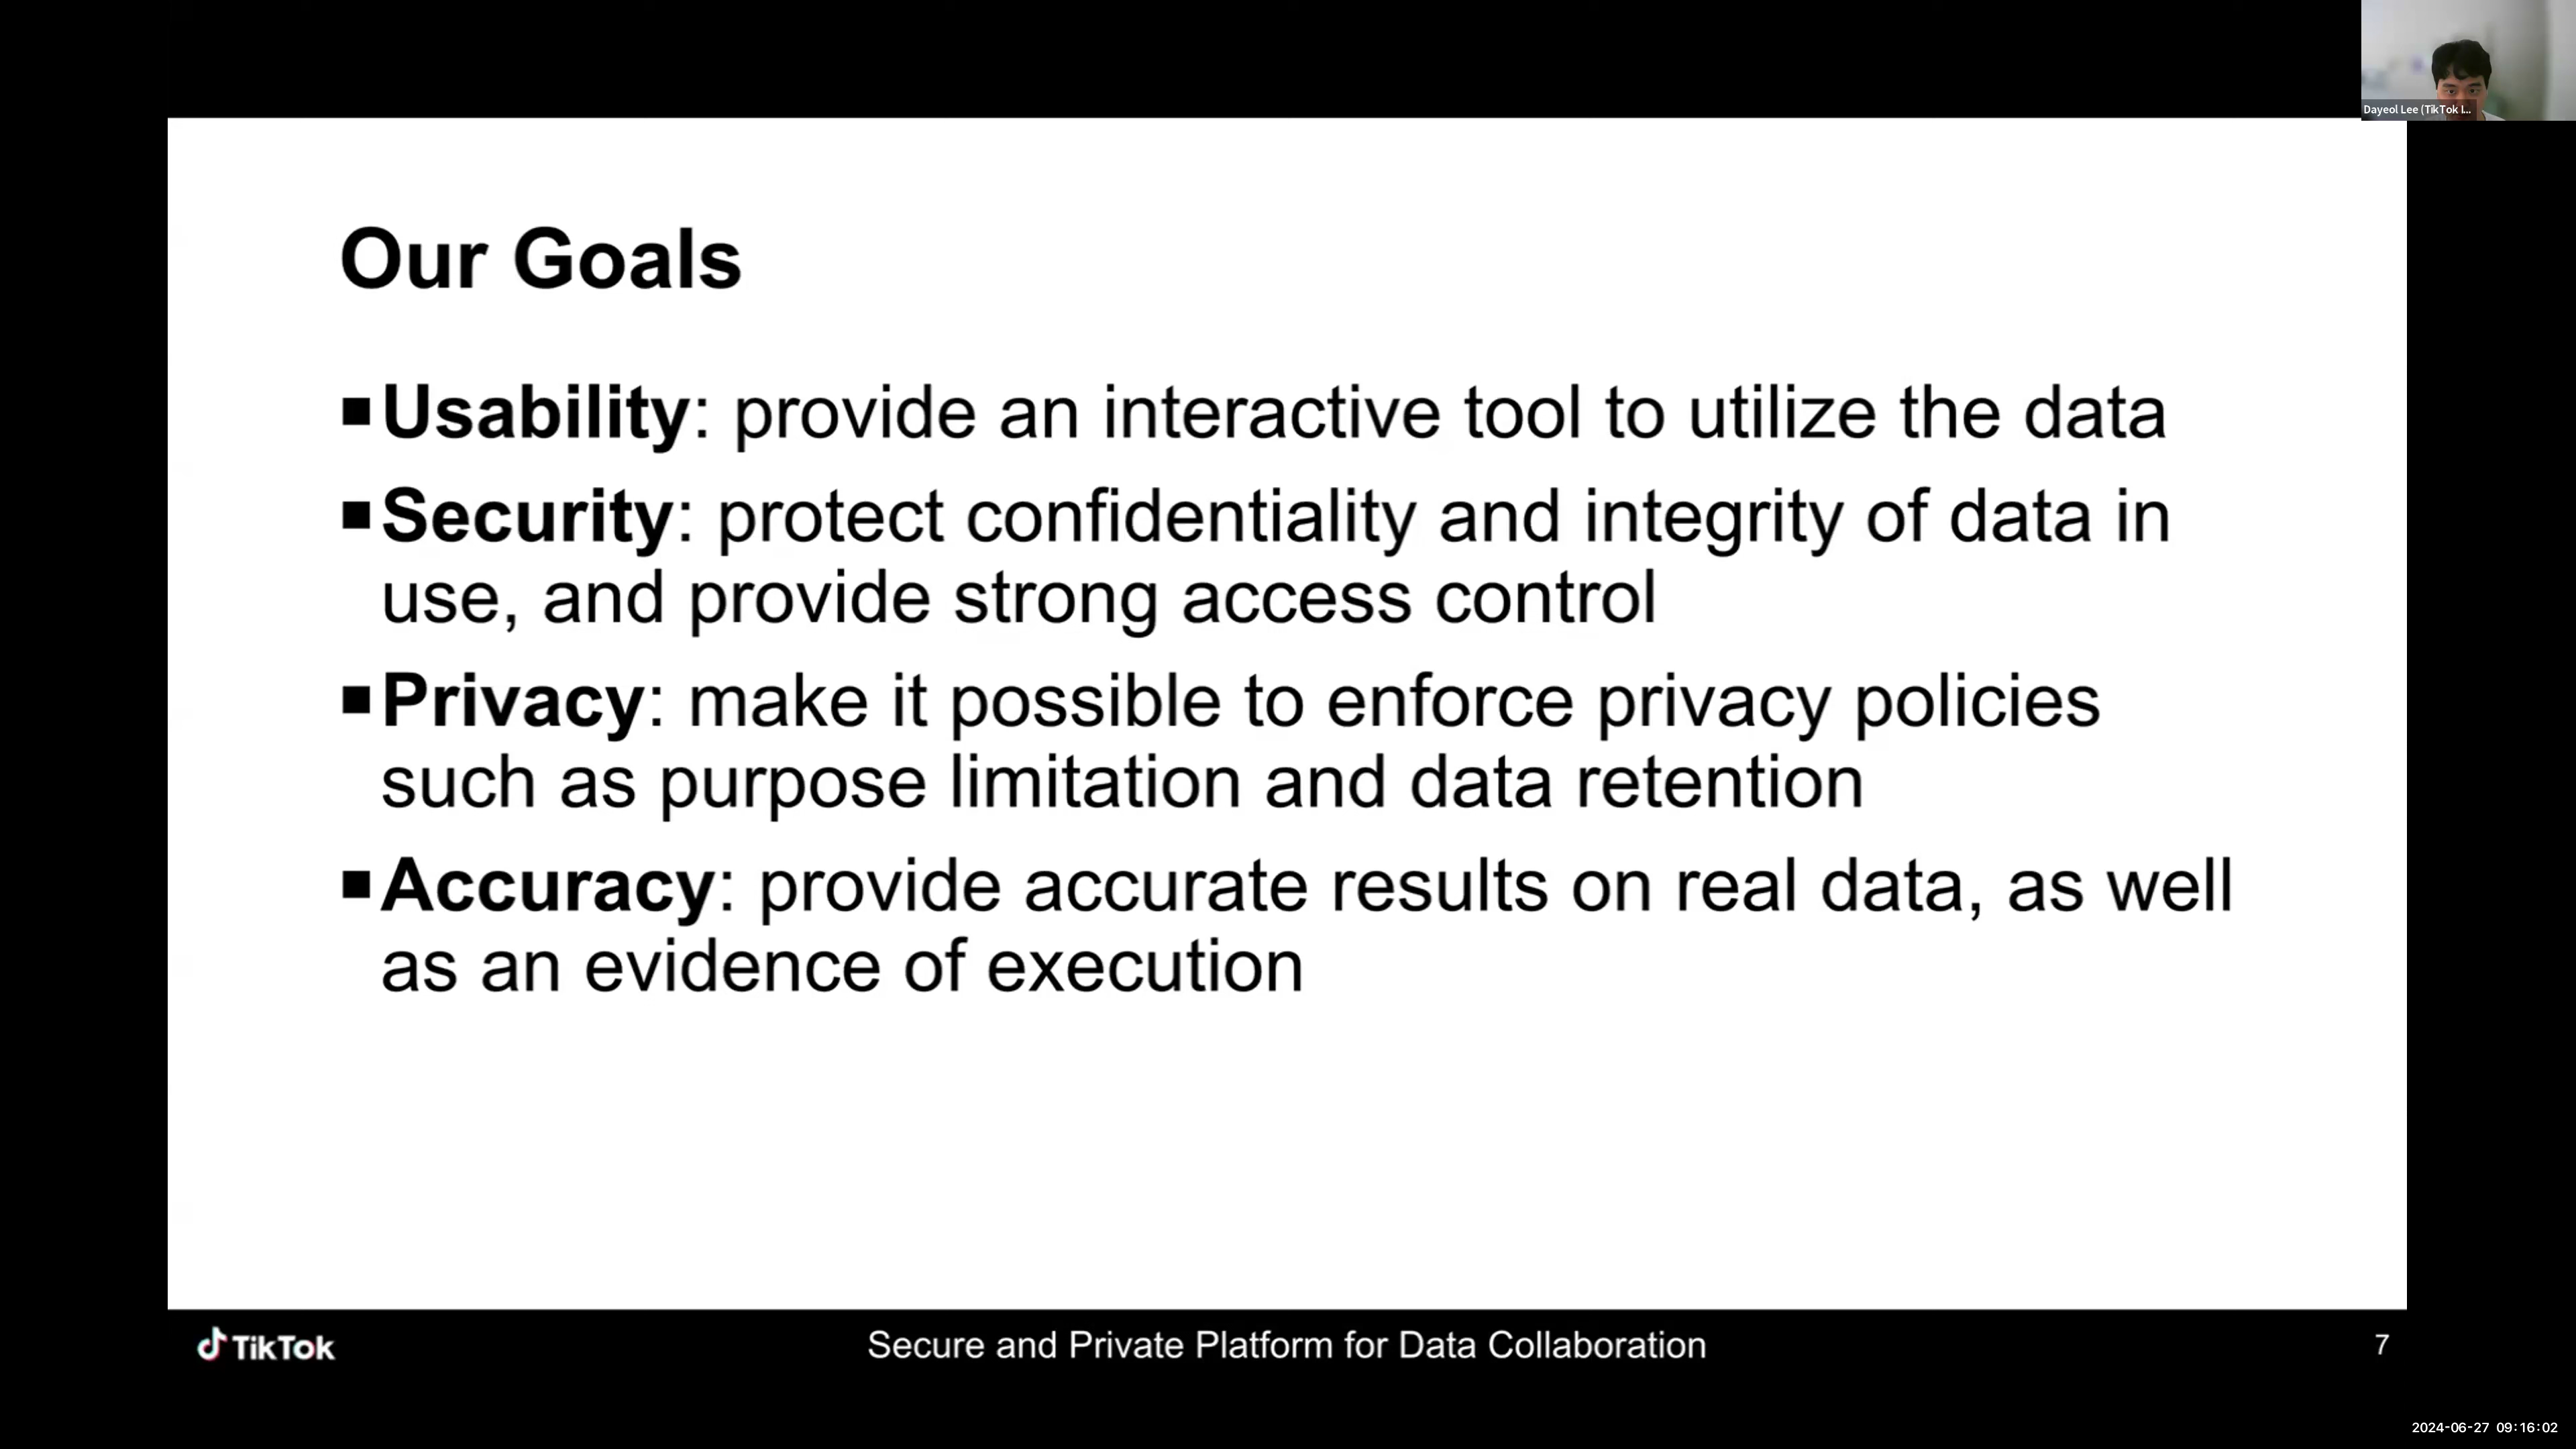 Dayeol Lee (TikTok I...
Our Goals
▪Usability: provide an interactive tool to utilize the data
▪Security: protect confidentiality and integrity of data in
use, and provide strong access control
▪Privacy: make it possible to enforce privacy policies
such as purpose limitation and data retention
▪Accuracy: provide accurate results on real data, as well
as an evidence of execution
TikTok
Secure and Private Platform for Data Collaboration
7
2024-06-27 09:16:02